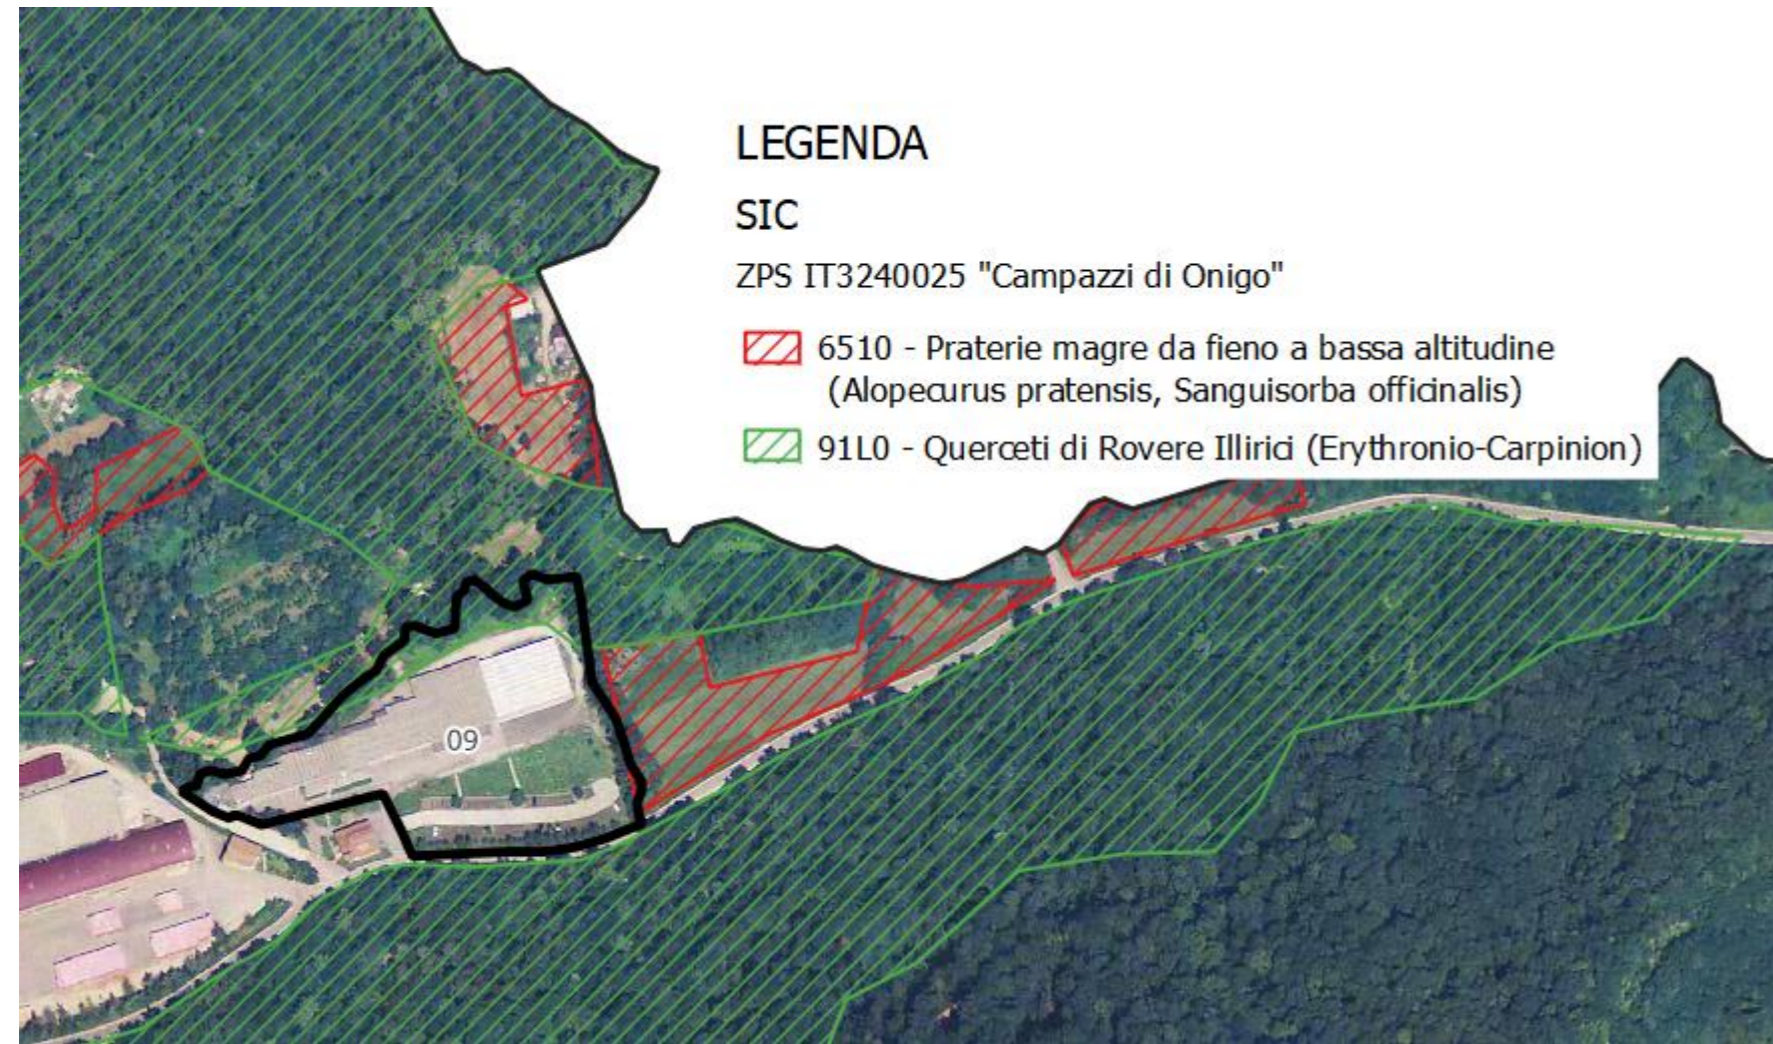 LEGENDA
SIC
ZPS IT3240025 "Campazzi di Onigo"
6510 - Praterie magre da fieno a bassa altitudine
(Alopecurus pratensis, Sanguisorba officinalis)
91L0 - Querceti di Rovere Illirici (Erythronio-Carpinion)
09